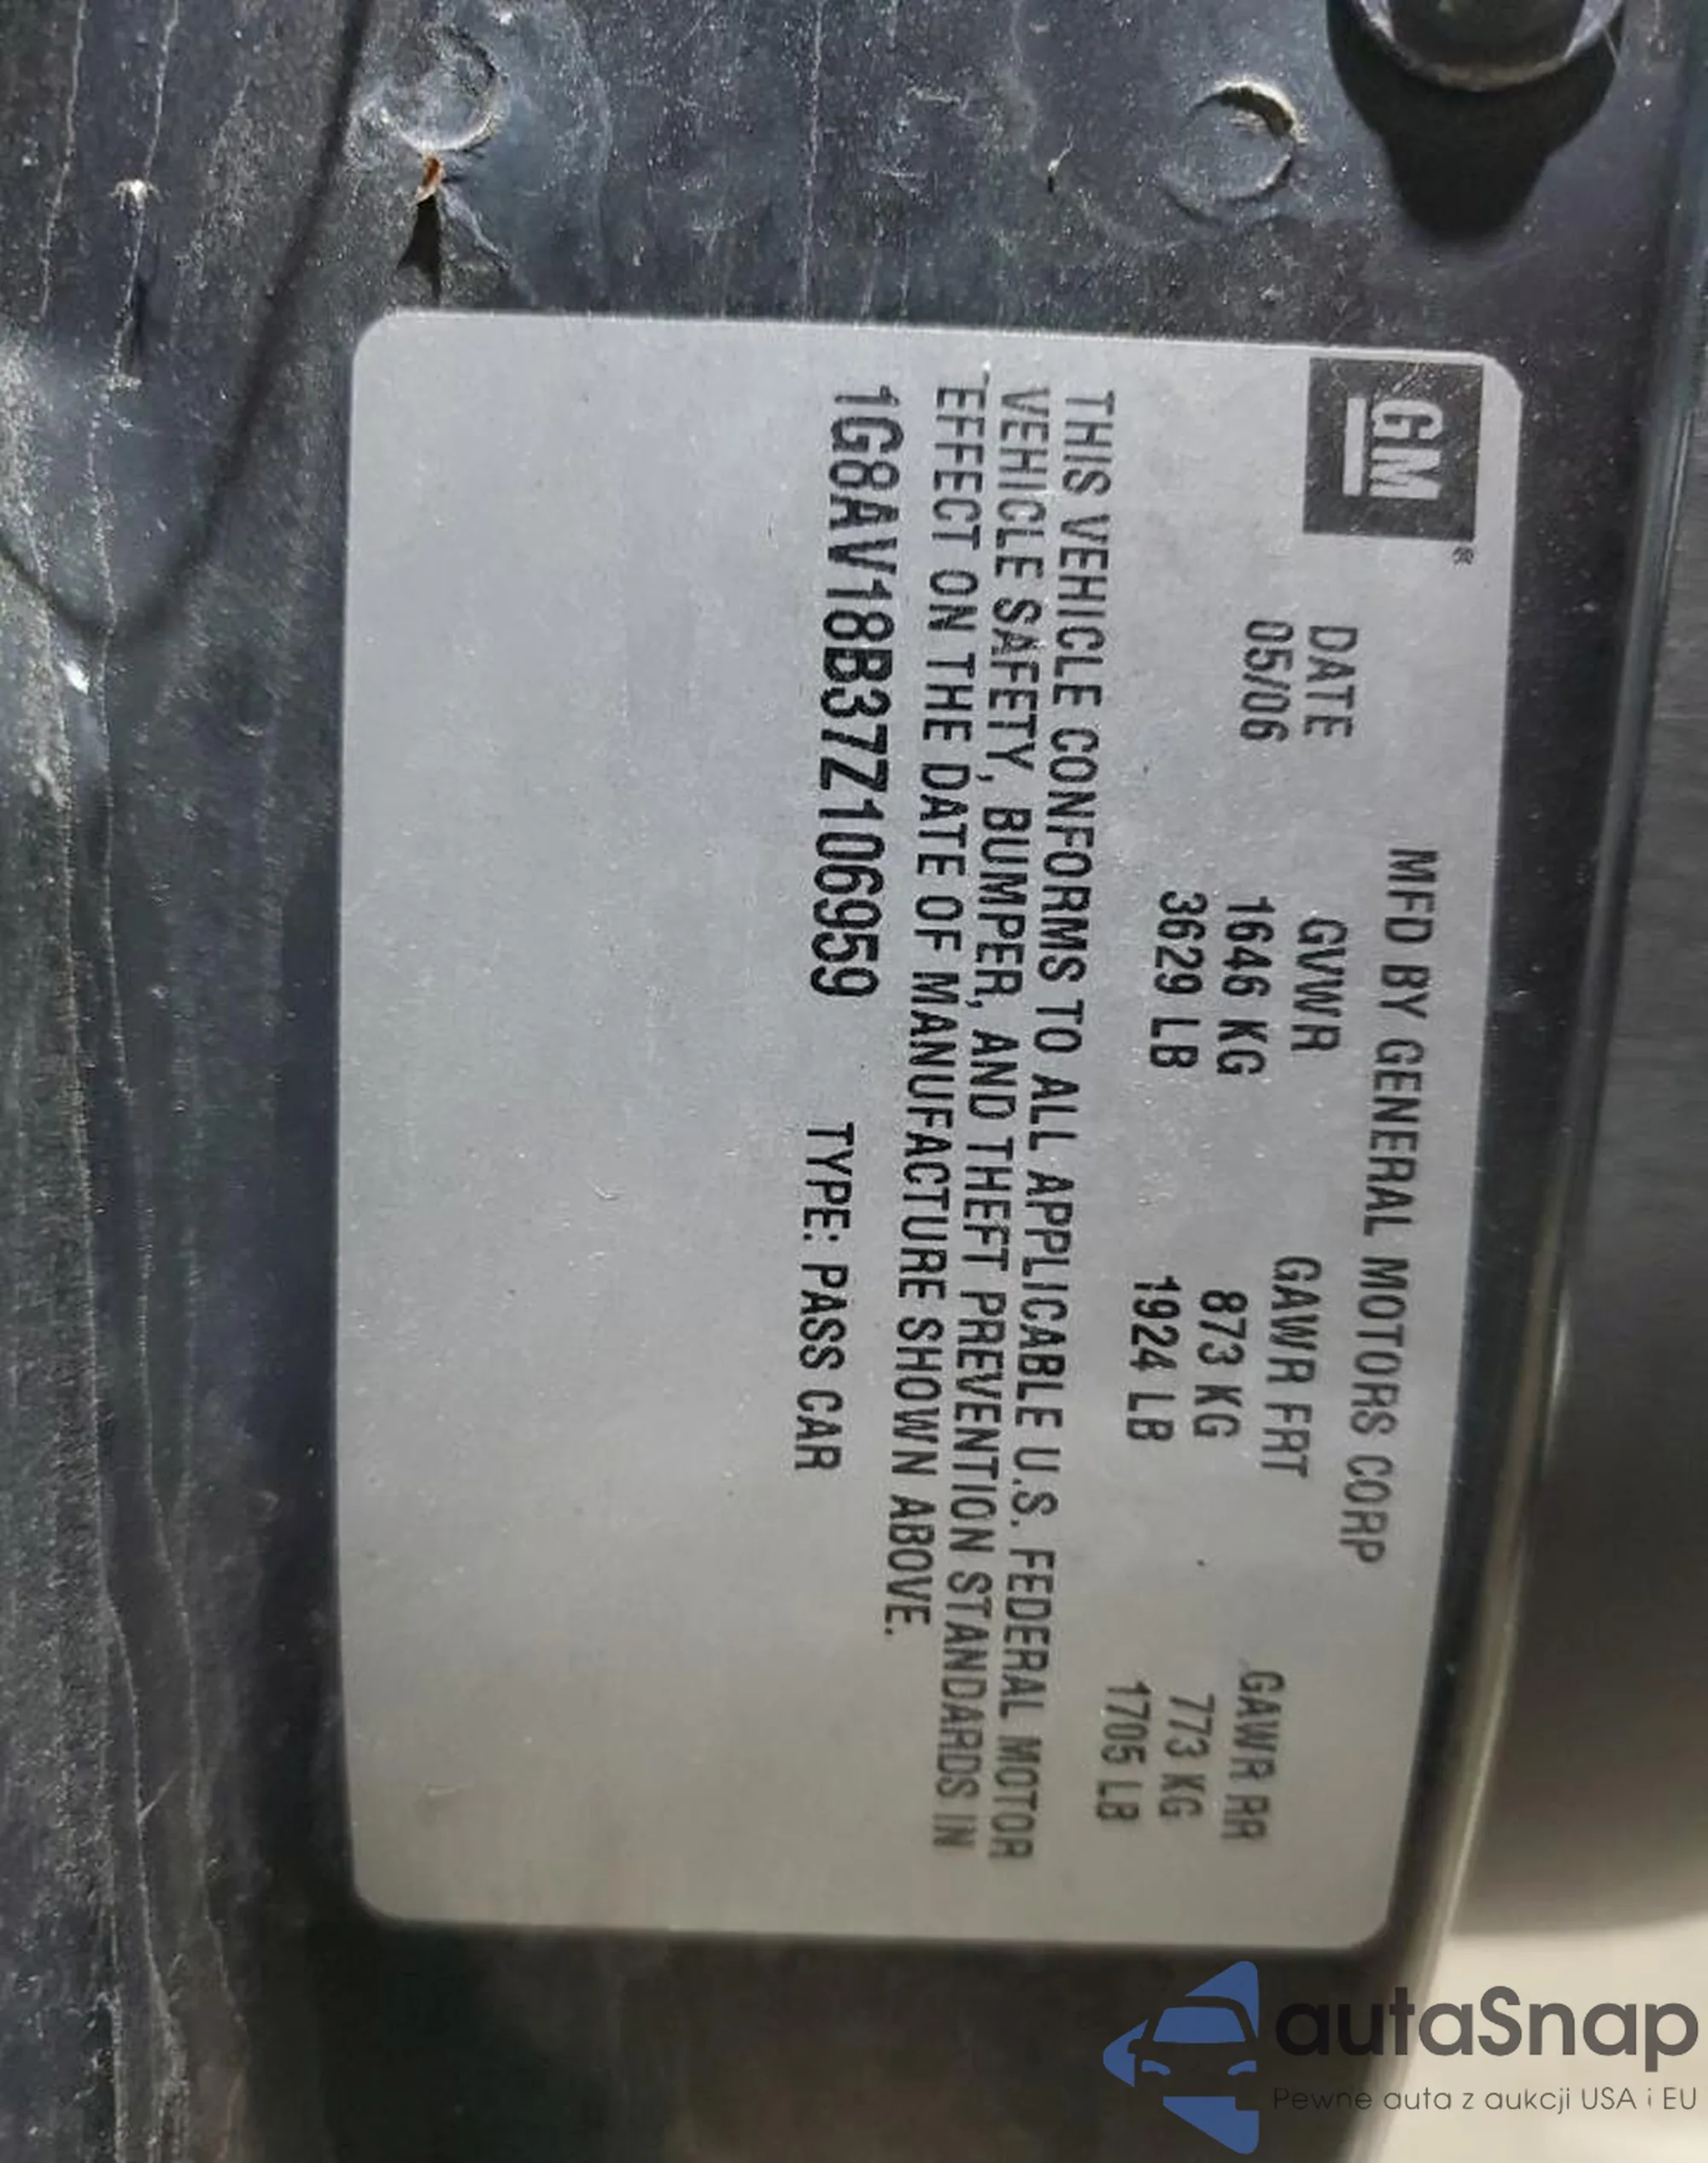 GM®
MFD BY GENERAL MOTORS CORP
DATE GVWR GAWR FRT GAWR RR
05/06 1646 KG 873 KG 773 KG
3629 LB 1924 LB 1705 LB
THIS VEHICLE CONFORMS TO ALL APPLICABLE U.S. FEDERAL MOTOR
VEHICLE SAFETY, BUMPER, AND THEFT PREVENTION STANDARDS IN
EFFECT ON THE DATE OF MANUFACTURE SHOWN ABOVE.
1G8AV18B37Z106959 TYPE: PASS CAR
autaSnap
Pewne auta z aukcji USA i EU